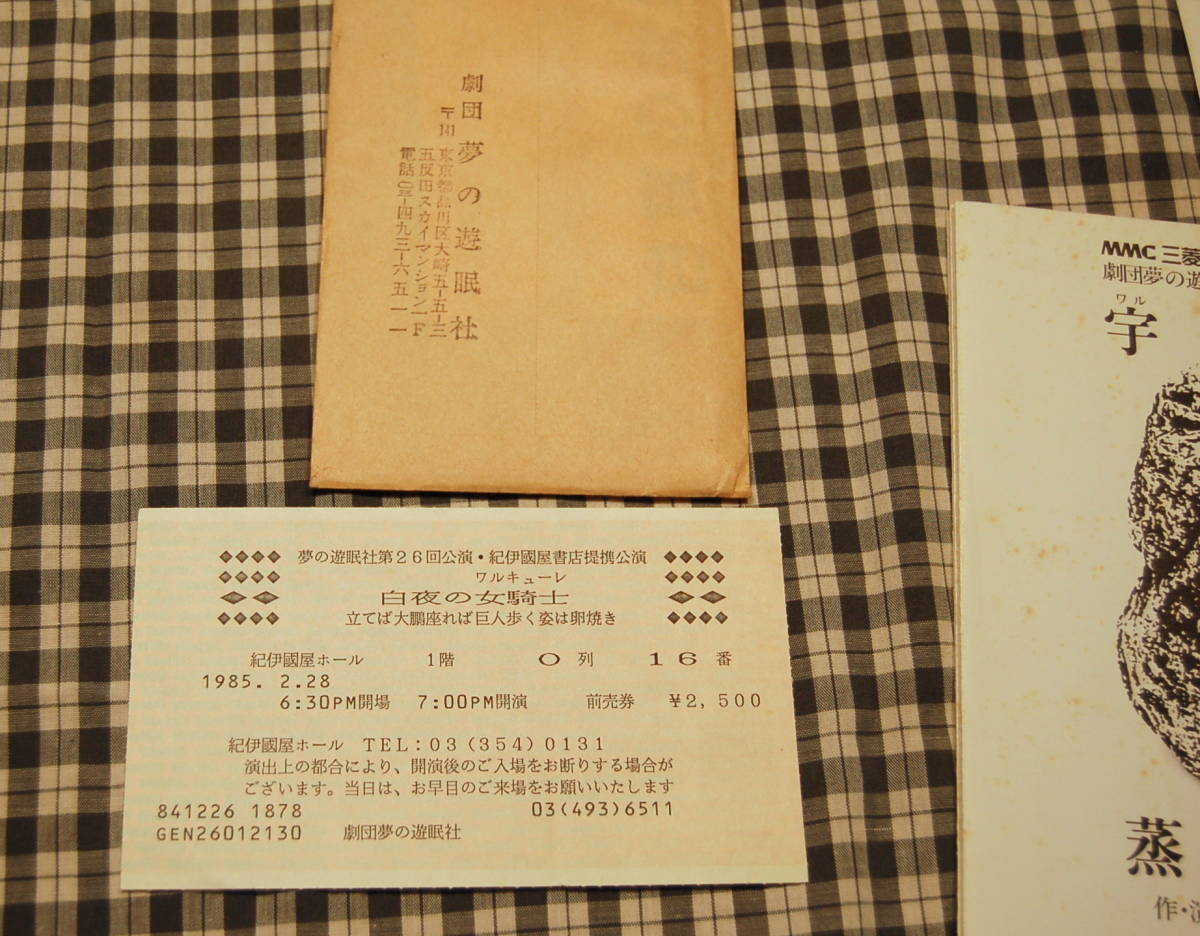 劇団夢の遊眠社
〒141 東京都品川区大崎五-五-三
五反田スカイマンション一F
電話〇三-四九三-六五一一
夢の遊眠社第26回公演・紀伊國屋書店提携公演
ワルキューレ
白夜の女騎士
立てば大鵬座れば巨人歩く姿は卵焼き
紀伊國屋ホール 1階 O 列 16 番
1985. 2.28
6:30PM開場 7:00PM開演 前売券 ¥2,500
紀伊國屋ホール TEL:03(354)0131
演出上の都合により、開演後のご入場をお断りする場合が
ございます。当日は、お早目のご来場をお願いいたします
841226 1878 03(493)6511
GEN26012130 劇団夢の遊眠社
MMC 三菱
劇団夢の遊
ワル
宇
蒸
作・